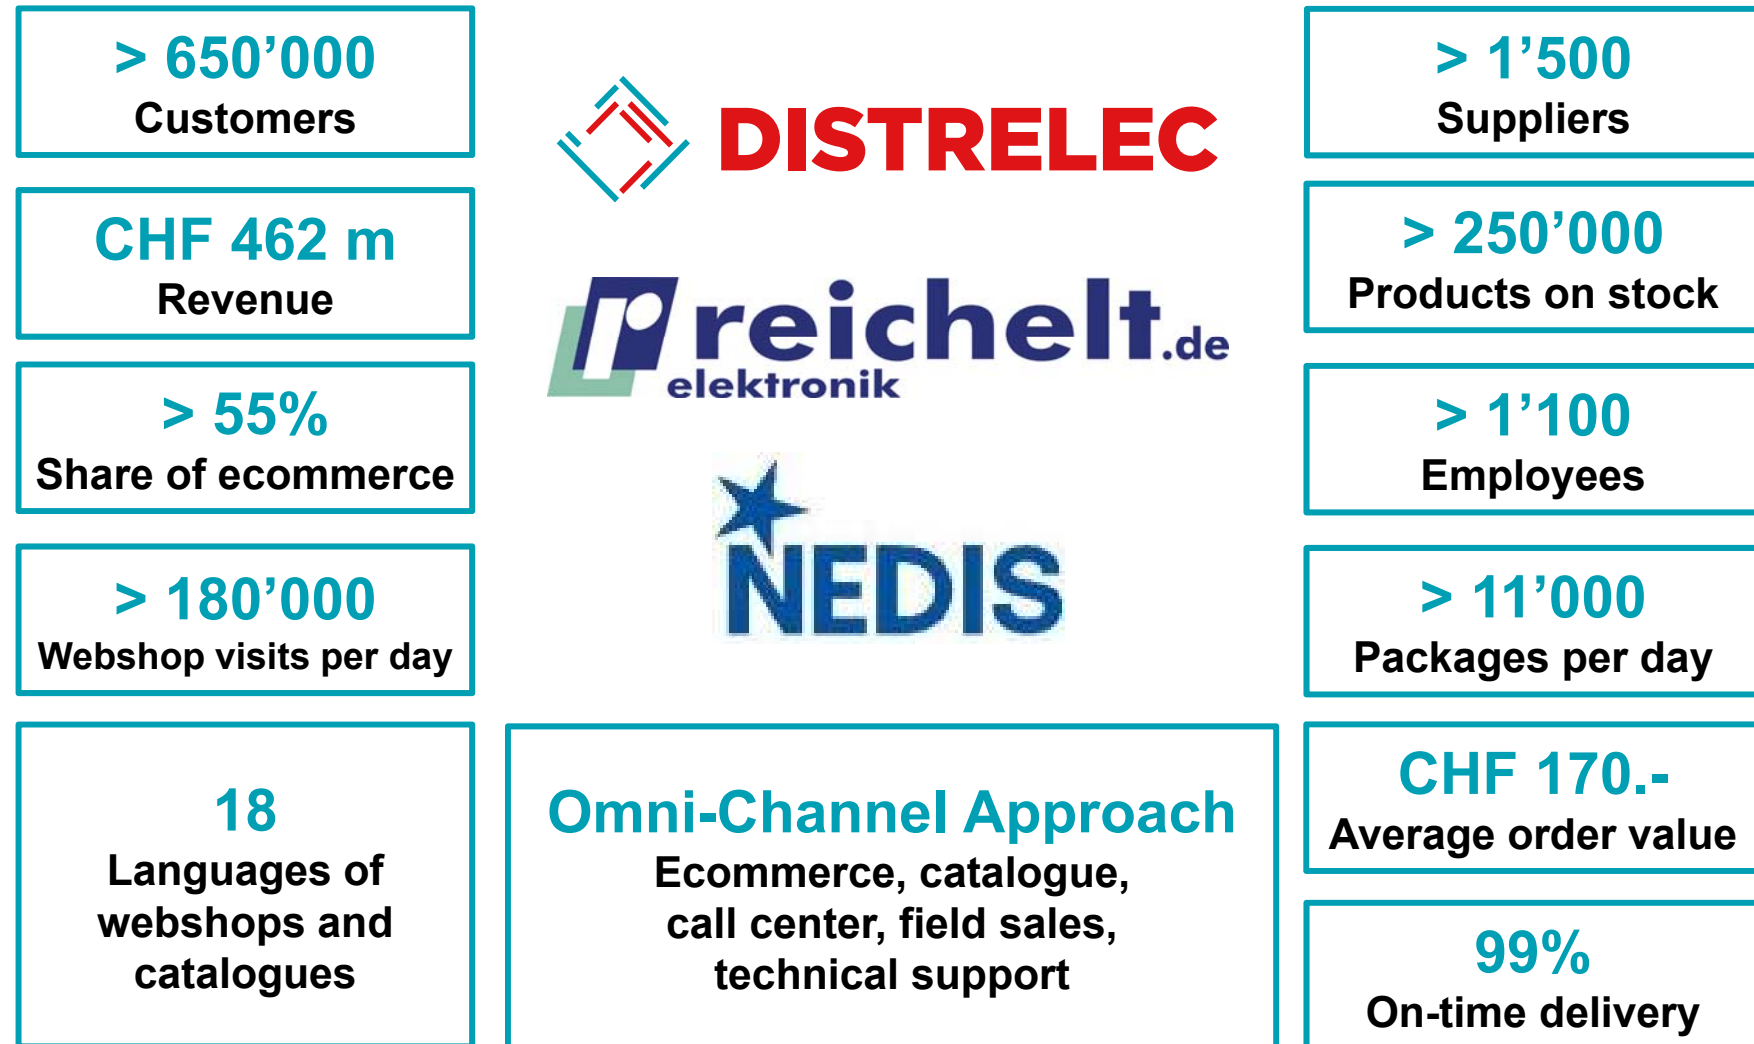 > 650’000
Customers
CHF 462 m
Revenue
> 55%
Share of ecommerce
> 180’000
Webshop visits per day
18
Languages of
webshops and
catalogues
DISTRELEC
r reichelt.de
elektronik
NEDIS
Omni-Channel Approach
Ecommerce, catalogue,
call center, field sales,
technical support
> 1’500
Suppliers
> 250’000
Products on stock
> 1’100
Employees
> 11’000
Packages per day
CHF 170.-
Average order value
99%
On-time delivery